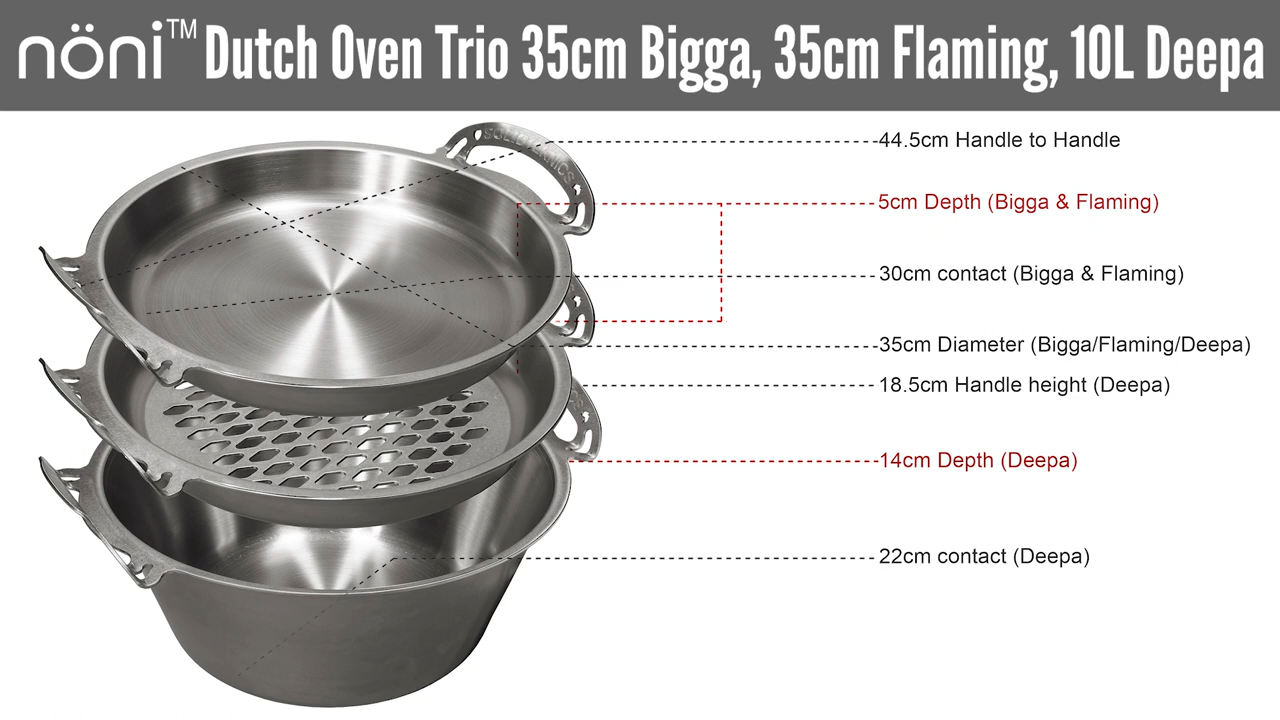 nöni™ Dutch Oven Trio 35cm Bigga, 35cm Flaming, 10L Deepa
SOLIDTEKNICS
44.5cm Handle to Handle
5cm Depth (Bigga & Flaming)
30cm contact (Bigga & Flaming)
35cm Diameter (Bigga/Flaming/Deepa)
18.5cm Handle height (Deepa)
14cm Depth (Deepa)
22cm contact (Deepa)